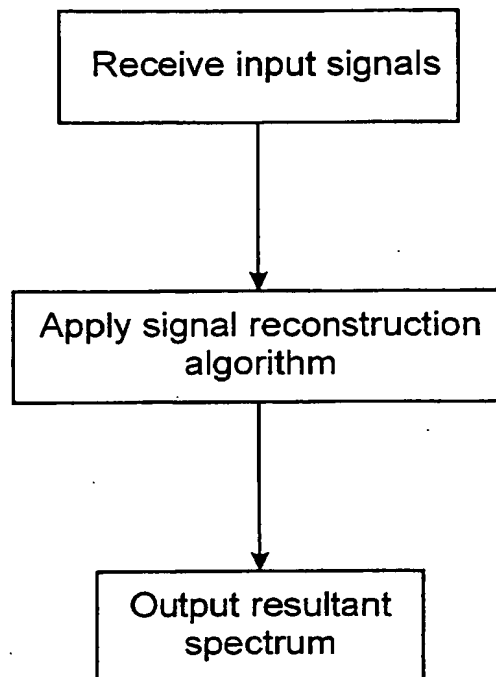 Receive input signals
Apply signal reconstruction
algorithm
Output resultant
spectrum